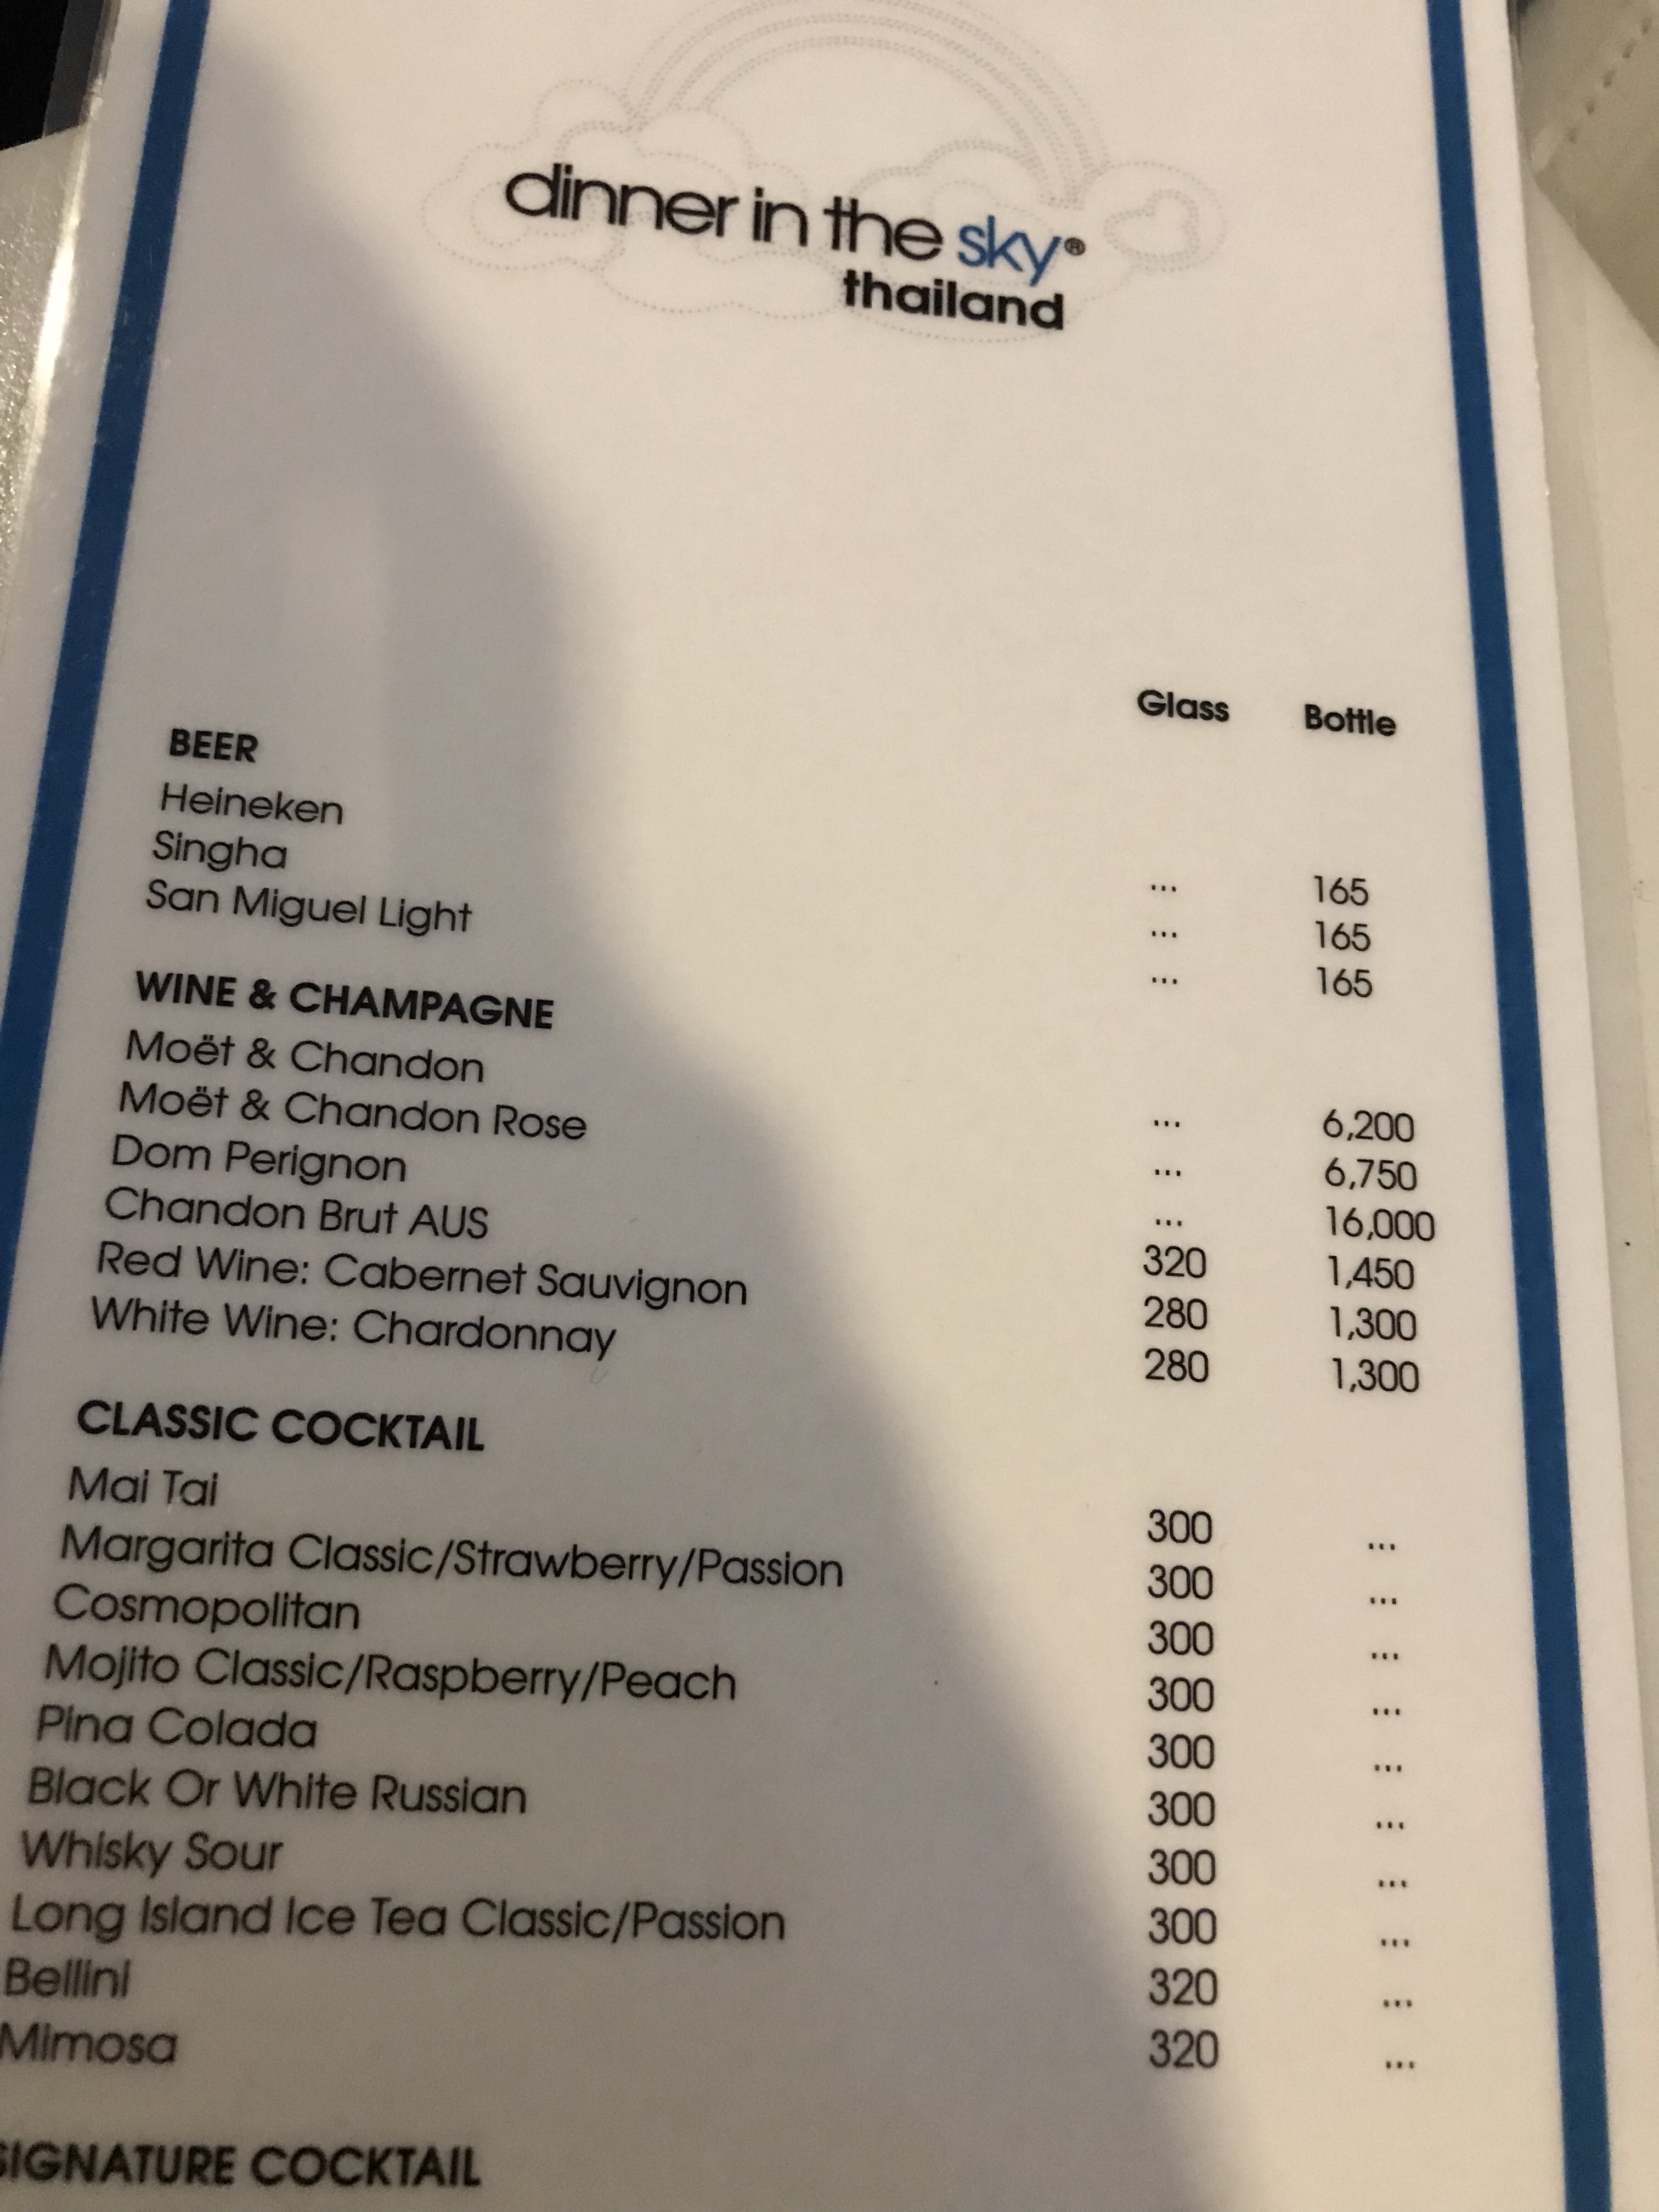 dinner in the sky®
thailand
Glass Bottle
BEER
Heineken ... 165
Singha ... 165
San Miguel Light ... 165
WINE & CHAMPAGNE
Moët & Chandon ... 6,200
Moët & Chandon Rose ... 6,750
Dom Perignon ... 16,000
Chandon Brut AUS 320 1,450
Red Wine: Cabernet Sauvignon 280 1,300
White Wine: Chardonnay 280 1,300
CLASSIC COCKTAIL
Mai Tai 300 ...
Margarita Classic/Strawberry/Passion 300 ...
Cosmopolitan 300 ...
Mojito Classic/Raspberry/Peach 300 ...
Pina Colada 300 ...
Black Or White Russian 300 ...
Whisky Sour 300 ...
Long Island Ice Tea Classic/Passion 300 ...
Bellini 320 ...
Mimosa 320 ...
SIGNATURE COCKTAIL